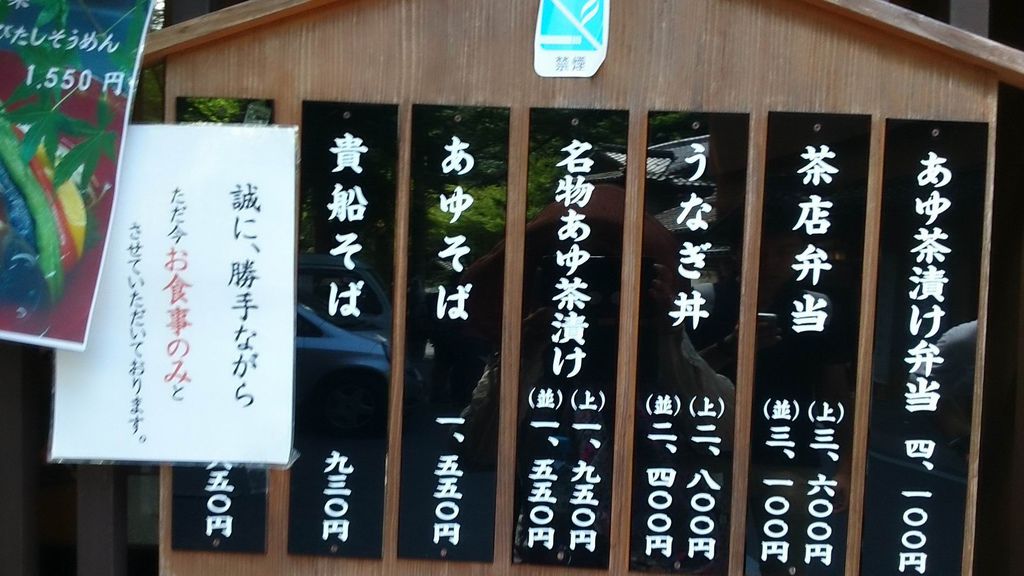 びたしそうめん
1,550円
禁煙
あゆ茶漬け弁当 四、一〇〇円
茶店弁当
(上)三、六〇〇円
(並)三、一〇〇円
うなぎ丼
(上)二、八〇〇円
(並)二、四〇〇円
名物あゆ茶漬け
(上)一、九五〇円
(並)一、五五〇円
あゆそば 一、五五〇円
貴船そば 九三〇円
五〇円
誠に、勝手ながら
ただ今お食事のみと
させていただいております。